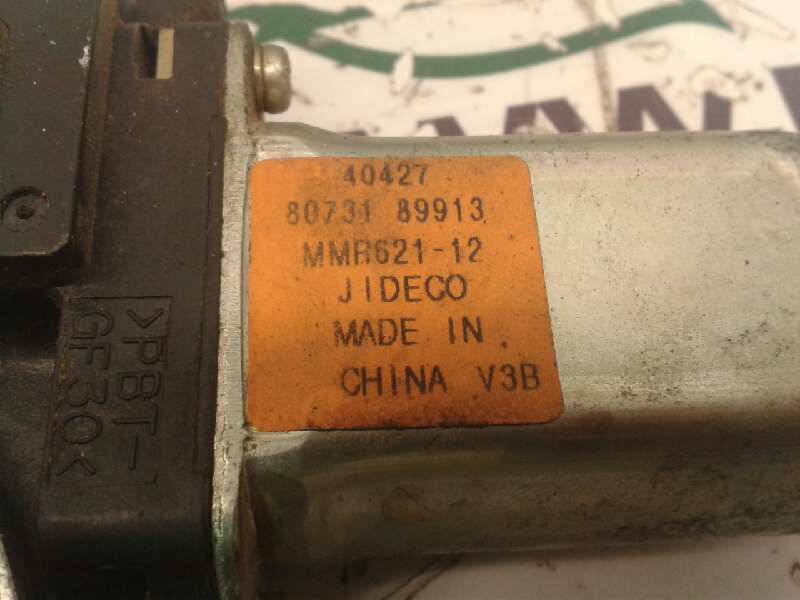 40427
80731 89913
MMR621-12
JIDECO
MADE IN
CHINA V3B
>PBT-
GF30<